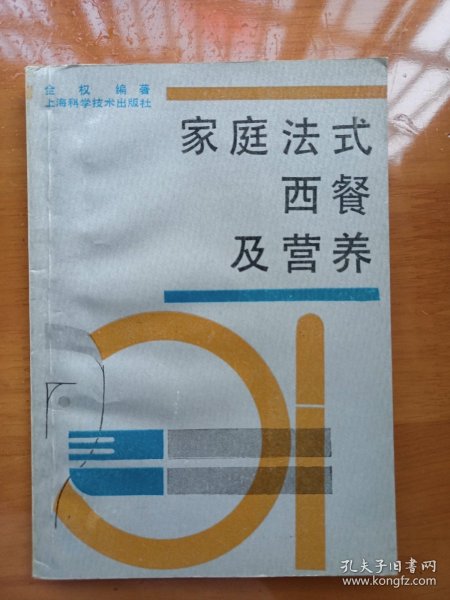 金权 编著
上海科学技术出版社
家庭法式
西餐
及营养
孔夫子旧书网
www.kongfz.com